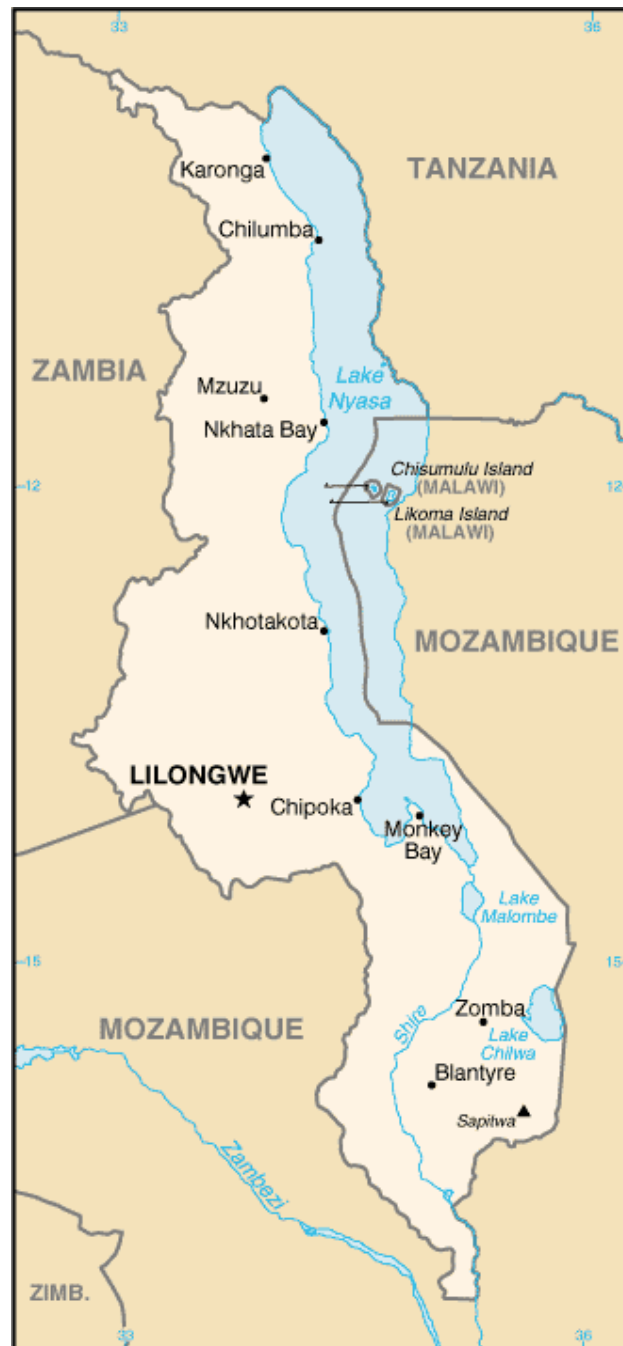 33
36
Karonga
TANZANIA
Chilumba
ZAMBIA
Lake
Nyasa
Mzuzu
Nkhata Bay
Chisumulu Island
(MALAWI)
12
12
Likoma Island
(MALAWI)
Nkhotakota
MOZAMBIQUE
LILONGWE
Chipoka
Monkey
Bay
Lake
Malombe
15
15
Shire
Zomba
MOZAMBIQUE
Lake
Chilwa
Blantyre
Sapitwa
Zambezi
ZIMB.
33
36